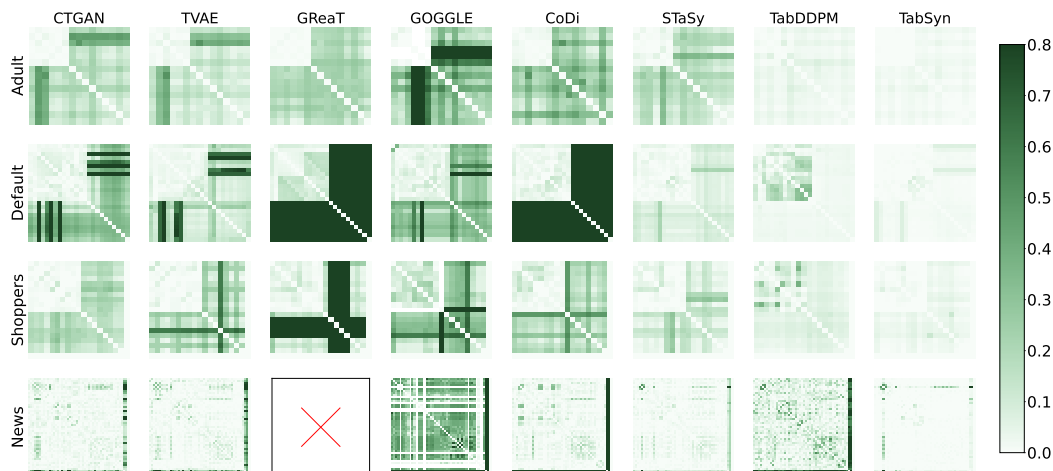 CTGAN TVAE GReaT GOGGLE CoDi STaSy TabDDPM TabSyn
Adult
Default
Shoppers
News
0.8
0.7
0.6
0.5
0.4
0.3
0.2
0.1
0.0